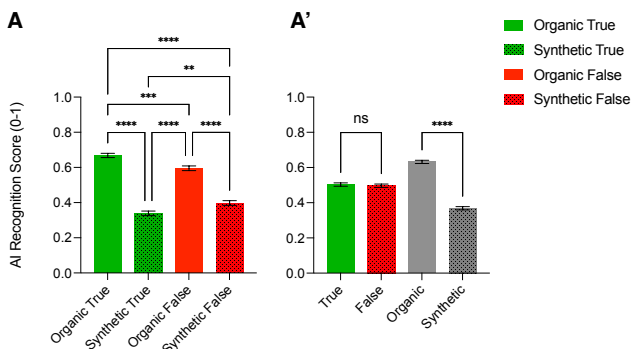 A
A'
Organic True
Synthetic True
Organic False
Synthetic False
****
**
***
****
****
****
ns
****
AI Recognition Score (0-1)
1.0
0.8
0.6
0.4
0.2
0.0
1.0
0.8
0.6
0.4
0.2
0.0
Organic True
Synthetic True
Organic False
Synthetic False
True
False
Organic
Synthetic